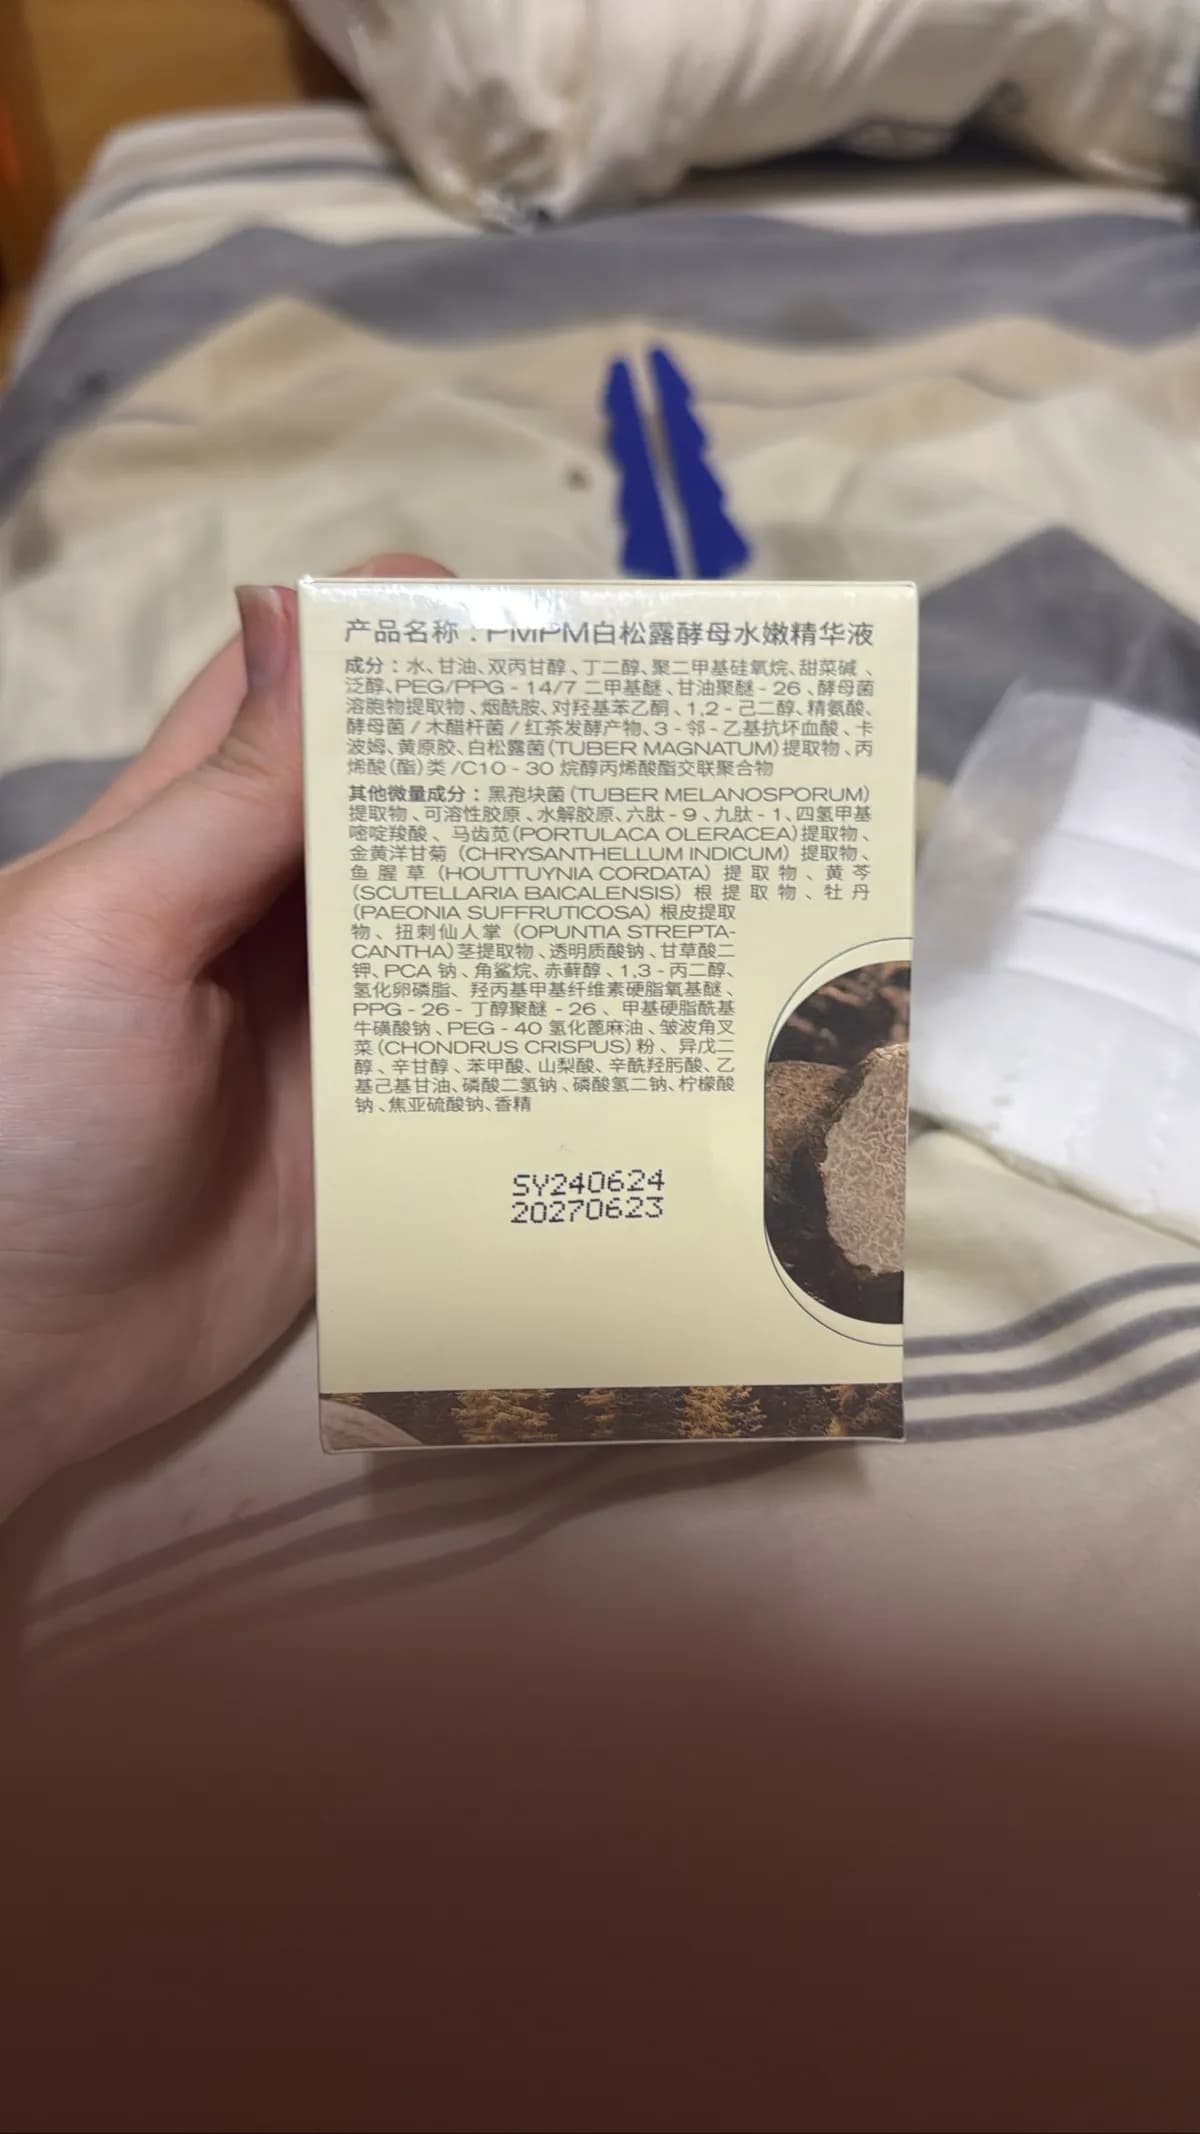 产品名称：PMPM白松露酵母水嫩精华液
成分：水、甘油、双丙甘醇、丁二醇、聚二甲基硅氧烷、甜菜碱、
泛醇、PEG/PPG-14/7 二甲基醚、甘油聚醚-26、酵母菌
溶胞物提取物、烟酰胺、对羟基苯乙酮、1,2-己二醇、精氨酸、
酵母菌/木醋杆菌/红茶发酵产物、3-邻-乙基抗坏血酸、卡
波姆、黄原胶、白松露菌(TUBER MAGNATUM)提取物、丙
烯酸(酯)类/C10-30 烷醇丙烯酸酯交联聚合物
其他微量成分：黑孢块菌(TUBER MELANOSPORUM)
提取物、可溶性胶原、水解胶原、六肽-9、九肽-1、四氢甲基
嘧啶羧酸、马齿苋(PORTULACA OLERACEA)提取物、
金黄洋甘菊(CHRYSANTHELLUM INDICUM)提取物、
鱼腥草(HOUTTUYNIA CORDATA)提取物、黄芩
(SCUTELLARIA BAICALENSIS)根提取物、牡丹
(PAEONIA SUFFRUTICOSA)根皮提取
物、扭刺仙人掌(OPUNTIA STREPTA-
CANTHA)茎提取物、透明质酸钠、甘草酸二
钾、PCA 钠、角鲨烷、赤藓醇、1,3-丙二醇、
氢化卵磷脂、羟丙基甲基纤维素硬脂氧基醚、
PPG-26-丁醇聚醚-26、甲基硬脂酰基
牛磺酸钠、PEG-40 氢化蓖麻油、皱波角叉
菜(CHONDRUS CRISPUS)粉、异戊二
醇、辛甘醇、苯甲酸、山梨酸、辛酰羟肟酸、乙
基己基甘油、磷酸二氢钠、磷酸氢二钠、柠檬酸
钠、焦亚硫酸钠、香精
SY240624
20270623